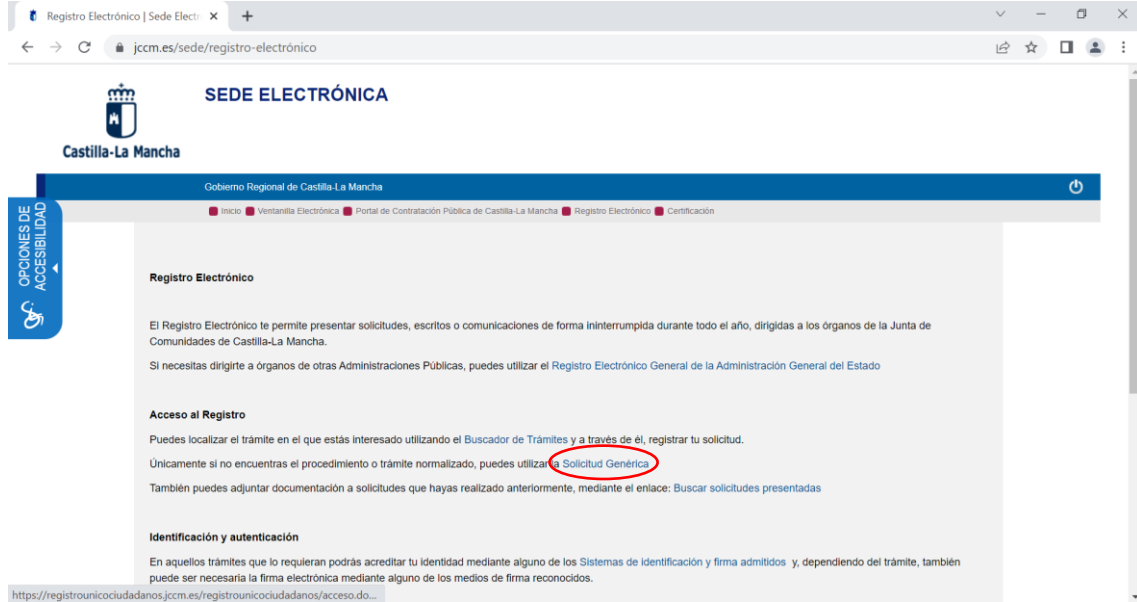 Registro Electrónico | Sede Electr
jccm.es/sede/registro-electrónico
SEDE ELECTRÓNICA
Castilla-La Mancha
Gobierno Regional de Castilla-La Mancha
Inicio Ventanilla Electrónica Portal de Contratación Pública de Castilla-La Mancha Registro Electrónico Certificación
OPCIONES DE
ACCESIBILIDAD
Registro Electrónico
El Registro Electrónico te permite presentar solicitudes, escritos o comunicaciones de forma ininterrumpida durante todo el año, dirigidas a los órganos de la Junta de
Comunidades de Castilla-La Mancha.
Si necesitas dirigirte a órganos de otras Administraciones Públicas, puedes utilizar el Registro Electrónico General de la Administración General del Estado
Acceso al Registro
Puedes localizar el trámite en el que estás interesado utilizando el Buscador de Trámites y a través de él, registrar tu solicitud.
Únicamente si no encuentras el procedimiento o trámite normalizado, puedes utilizar la Solicitud Genérica
También puedes adjuntar documentación a solicitudes que hayas realizado anteriormente, mediante el enlace: Buscar solicitudes presentadas
Identificación y autenticación
En aquellos trámites que lo requieran podrás acreditar tu identidad mediante alguno de los Sistemas de identificación y firma admitidos y, dependiendo del trámite, también
puede ser necesaria la firma electrónica mediante alguno de los medios de firma reconocidos.
https://registrounicociudadanos.jccm.es/registrounicociudadanos/acceso.do...